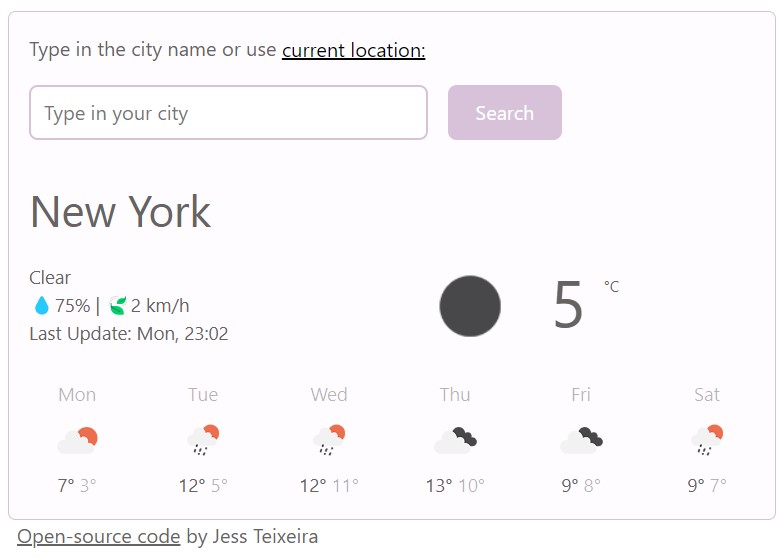 Type in the city name or use current location:
Type in your city
Search
New York
Clear
75% | 2 km/h
Last Update: Mon, 23:02
5 °C
Mon Tue Wed Thu Fri Sat
7° 3° 12° 5° 12° 11° 13° 10° 9° 8° 9° 7°
Open-source code by Jess Teixeira